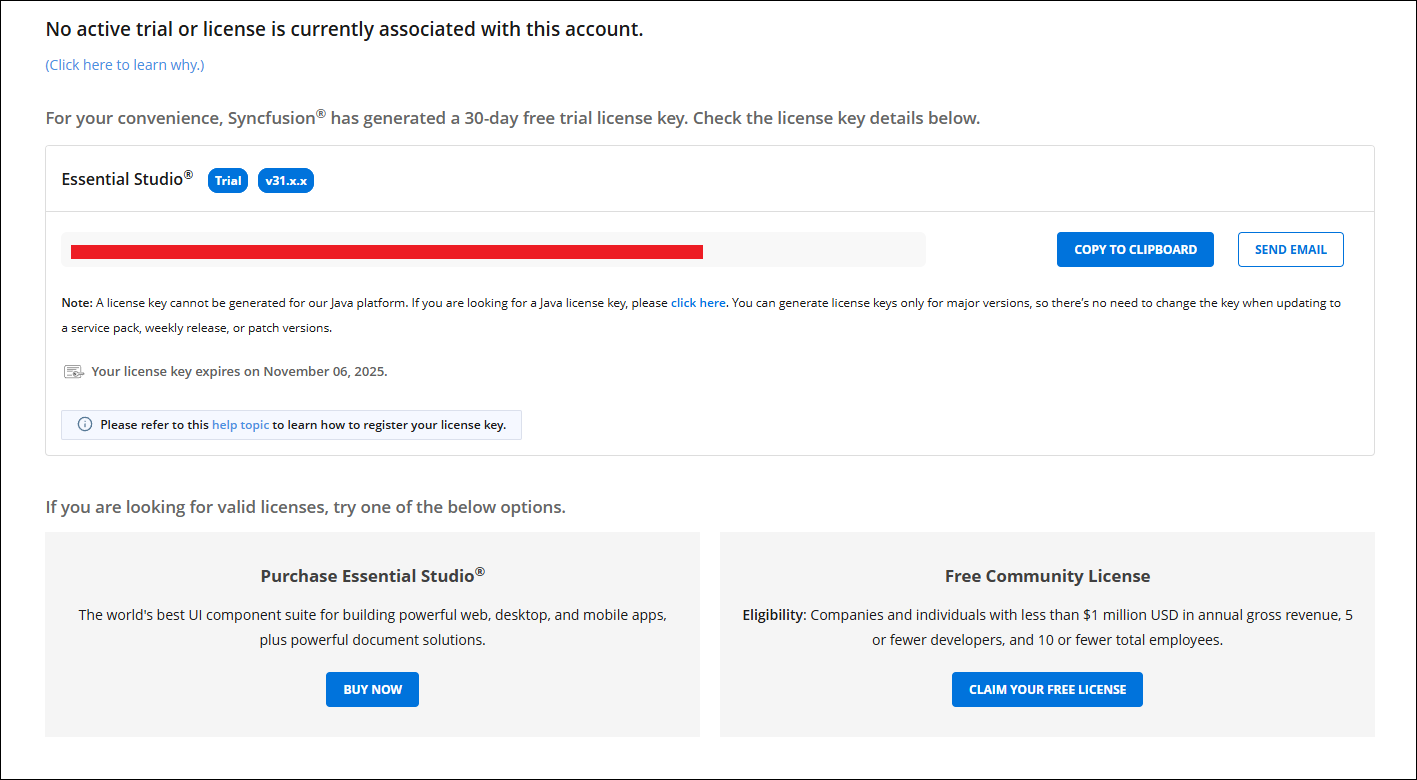 No active trial or license is currently associated with this account.
(Click here to learn why.)
For your convenience, Syncfusion® has generated a 30-day free trial license key. Check the license key details below.
Essential Studio® Trial v31.x.x
COPY TO CLIPBOARD SEND EMAIL
Note: A license key cannot be generated for our Java platform. If you are looking for a Java license key, please click here. You can generate license keys only for major versions, so there's no need to change the key when updating to
a service pack, weekly release, or patch versions.
Your license key expires on November 06, 2025.
Please refer to this help topic to learn how to register your license key.
If you are looking for valid licenses, try one of the below options.
Purchase Essential Studio®
The world's best UI component suite for building powerful web, desktop, and mobile apps,
plus powerful document solutions.
BUY NOW
Free Community License
Eligibility: Companies and individuals with less than $1 million USD in annual gross revenue, 5
or fewer developers, and 10 or fewer total employees.
CLAIM YOUR FREE LICENSE